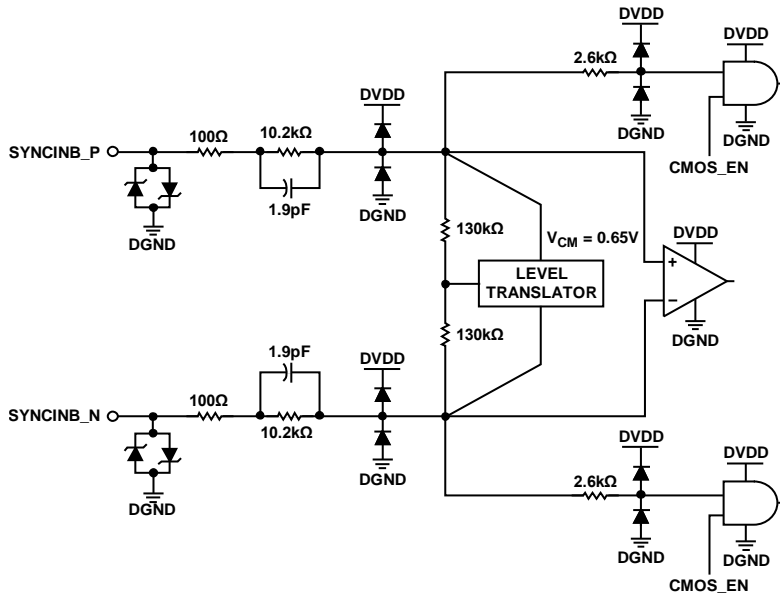 DVDD
DVDD
2.6kΩ
DGND
DGND
CMOS_EN
DVDD
100Ω
10.2kΩ
SYNCINB_P
DGND
1.9pF
DGND
130kΩ
V_CM = 0.65V
LEVEL
TRANSLATOR
DVDD
+
−
DGND
130kΩ
1.9pF
DVDD
SYNCINB_N
100Ω
10.2kΩ
DGND
DGND
DVDD
DVDD
2.6kΩ
DGND
DGND
CMOS_EN